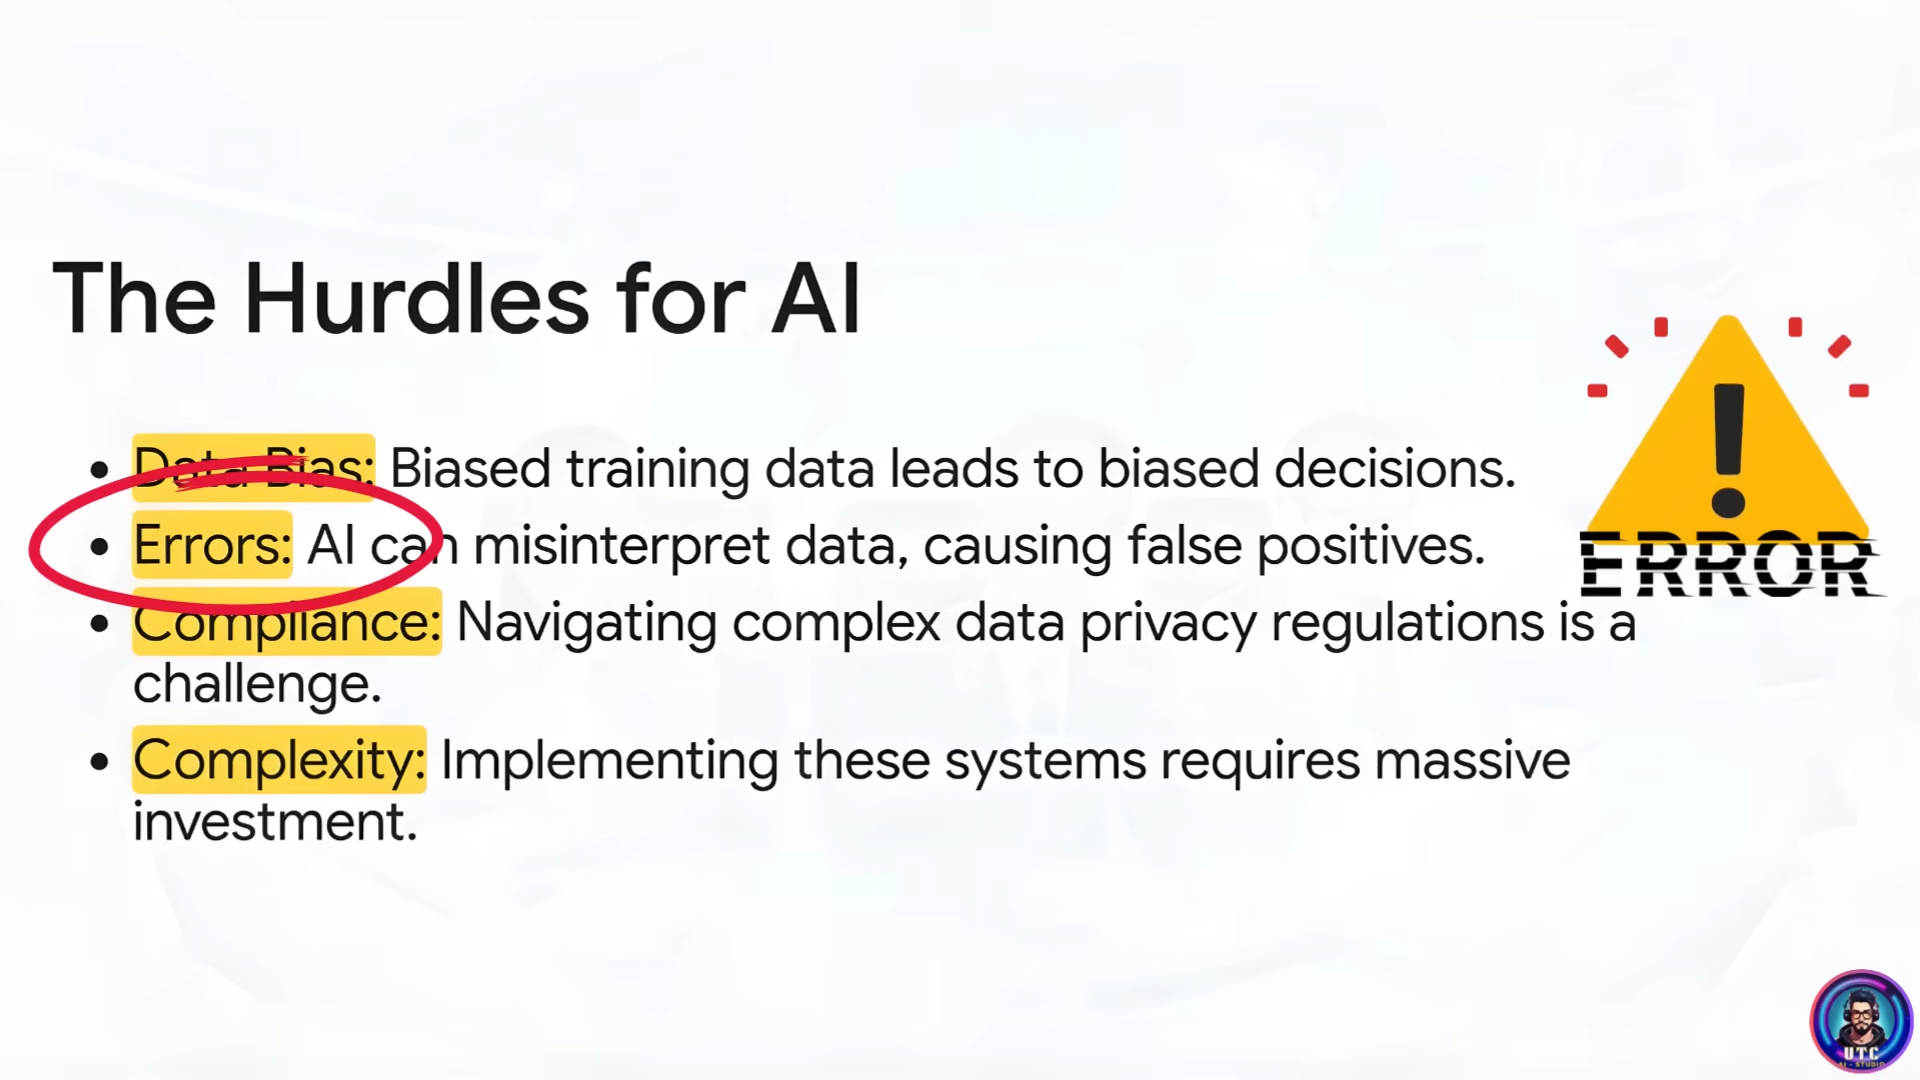 The Hurdles for AI
• Data Bias: Biased training data leads to biased decisions.
• Errors: AI can misinterpret data, causing false positives.
• Compliance: Navigating complex data privacy regulations is a
challenge.
• Complexity: Implementing these systems requires massive
investment.
ERROR
UTC
AI - STUDIO